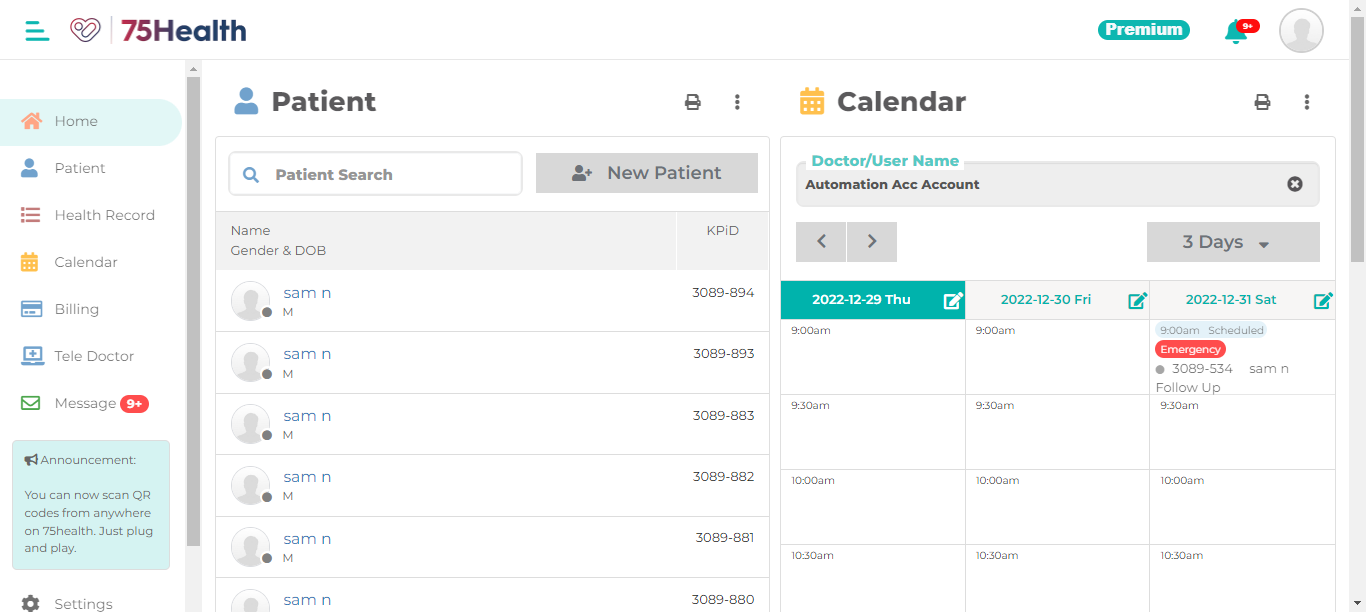 75Health
Premium
9+
Home
Patient
Health Record
Calendar
Billing
Tele Doctor
Message 9+
Announcement:
You can now scan QR
codes from anywhere
on 75health. Just plug
and play.
Settings
Patient
Patient Search
New Patient
Name
Gender & DOB
KPiD
sam n
M
3089-894
sam n
M
3089-893
sam n
M
3089-883
sam n
M
3089-882
sam n
M
3089-881
sam n
3089-880
Calendar
Doctor/User Name
Automation Acc Account
3 Days
2022-12-29 Thu
2022-12-30 Fri
2022-12-31 Sat
9:00am
9:00am
9:00am Scheduled
Emergency
3089-534 sam n
Follow Up
9:30am
9:30am
9:30am
10:00am
10:00am
10:00am
10:30am
10:30am
10:30am